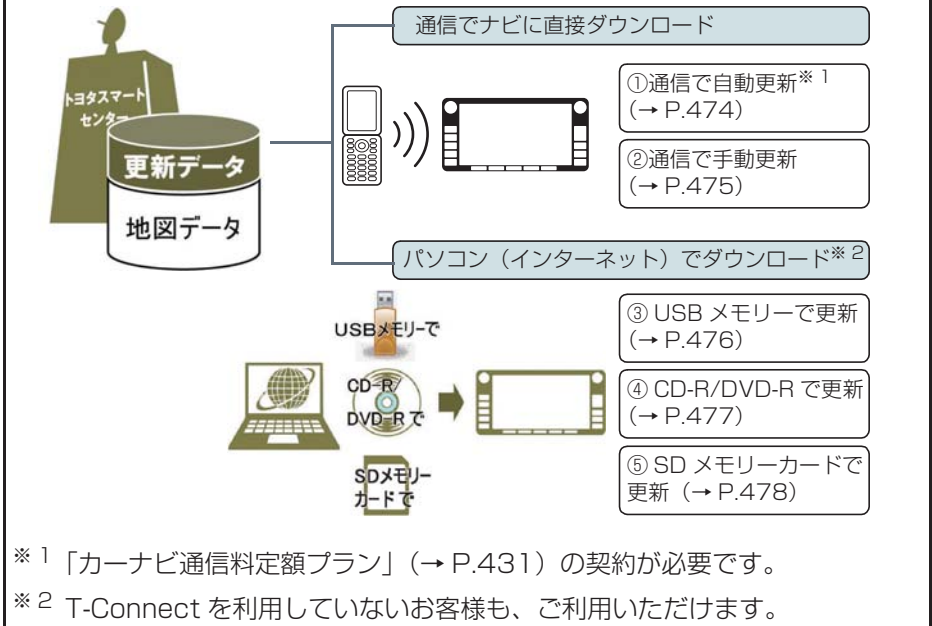 通信でナビに直接ダウンロード
トヨタスマート
センター
更新データ
地図データ
①通信で自動更新※1
(→ P.474)
②通信で手動更新
(→ P.475)
パソコン（インターネット）でダウンロード※2
USBメモリーで
CD-R/
DVD-Rで
SDメモリー
カードで
③ USB メモリーで更新
(→ P.476)
④ CD-R/DVD-R で更新
(→ P.477)
⑤ SD メモリーカードで
更新（→ P.478）
※1「カーナビ通信料定額プラン」（→ P.431）の契約が必要です。
※2 T-Connect を利用していないお客様も、ご利用いただけます。